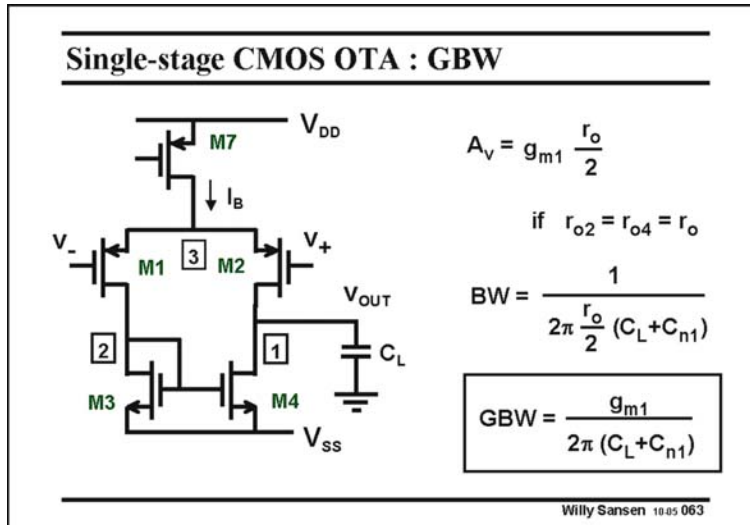 Single-stage CMOS OTA : GBW
V_DD
M7
I_B
V_- M1 3 M2 V_+
V_OUT
2
1
C_L
M3
M4
V_SS
A_v = g_m1 r_o / 2
if r_o2 = r_o4 = r_o
BW = 1 / 2π r_o/2 (C_L+C_n1)
GBW = g_m1 / 2π (C_L+C_n1)
Willy Sansen 10-05 063